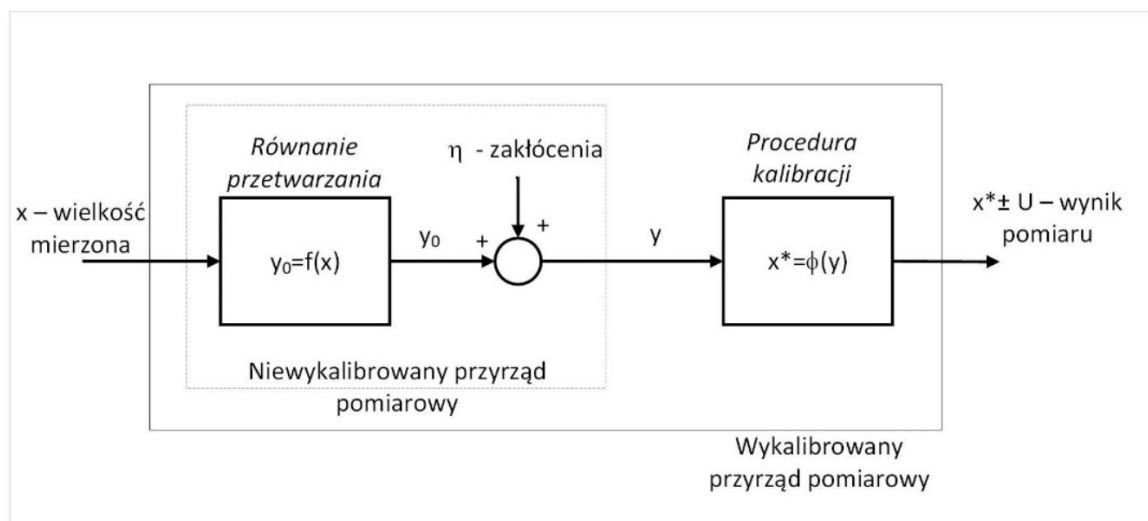 x – wielkość
mierzona
Równanie
przetwarzania
y₀=f(x)
y₀
η - zakłócenia
+
+
y
Procedura
kalibracji
x*=ϕ(y)
x*± U – wynik
pomiaru
Niewykalibrowany przyrząd
pomiarowy
Wykalibrowany
przyrząd pomiarowy